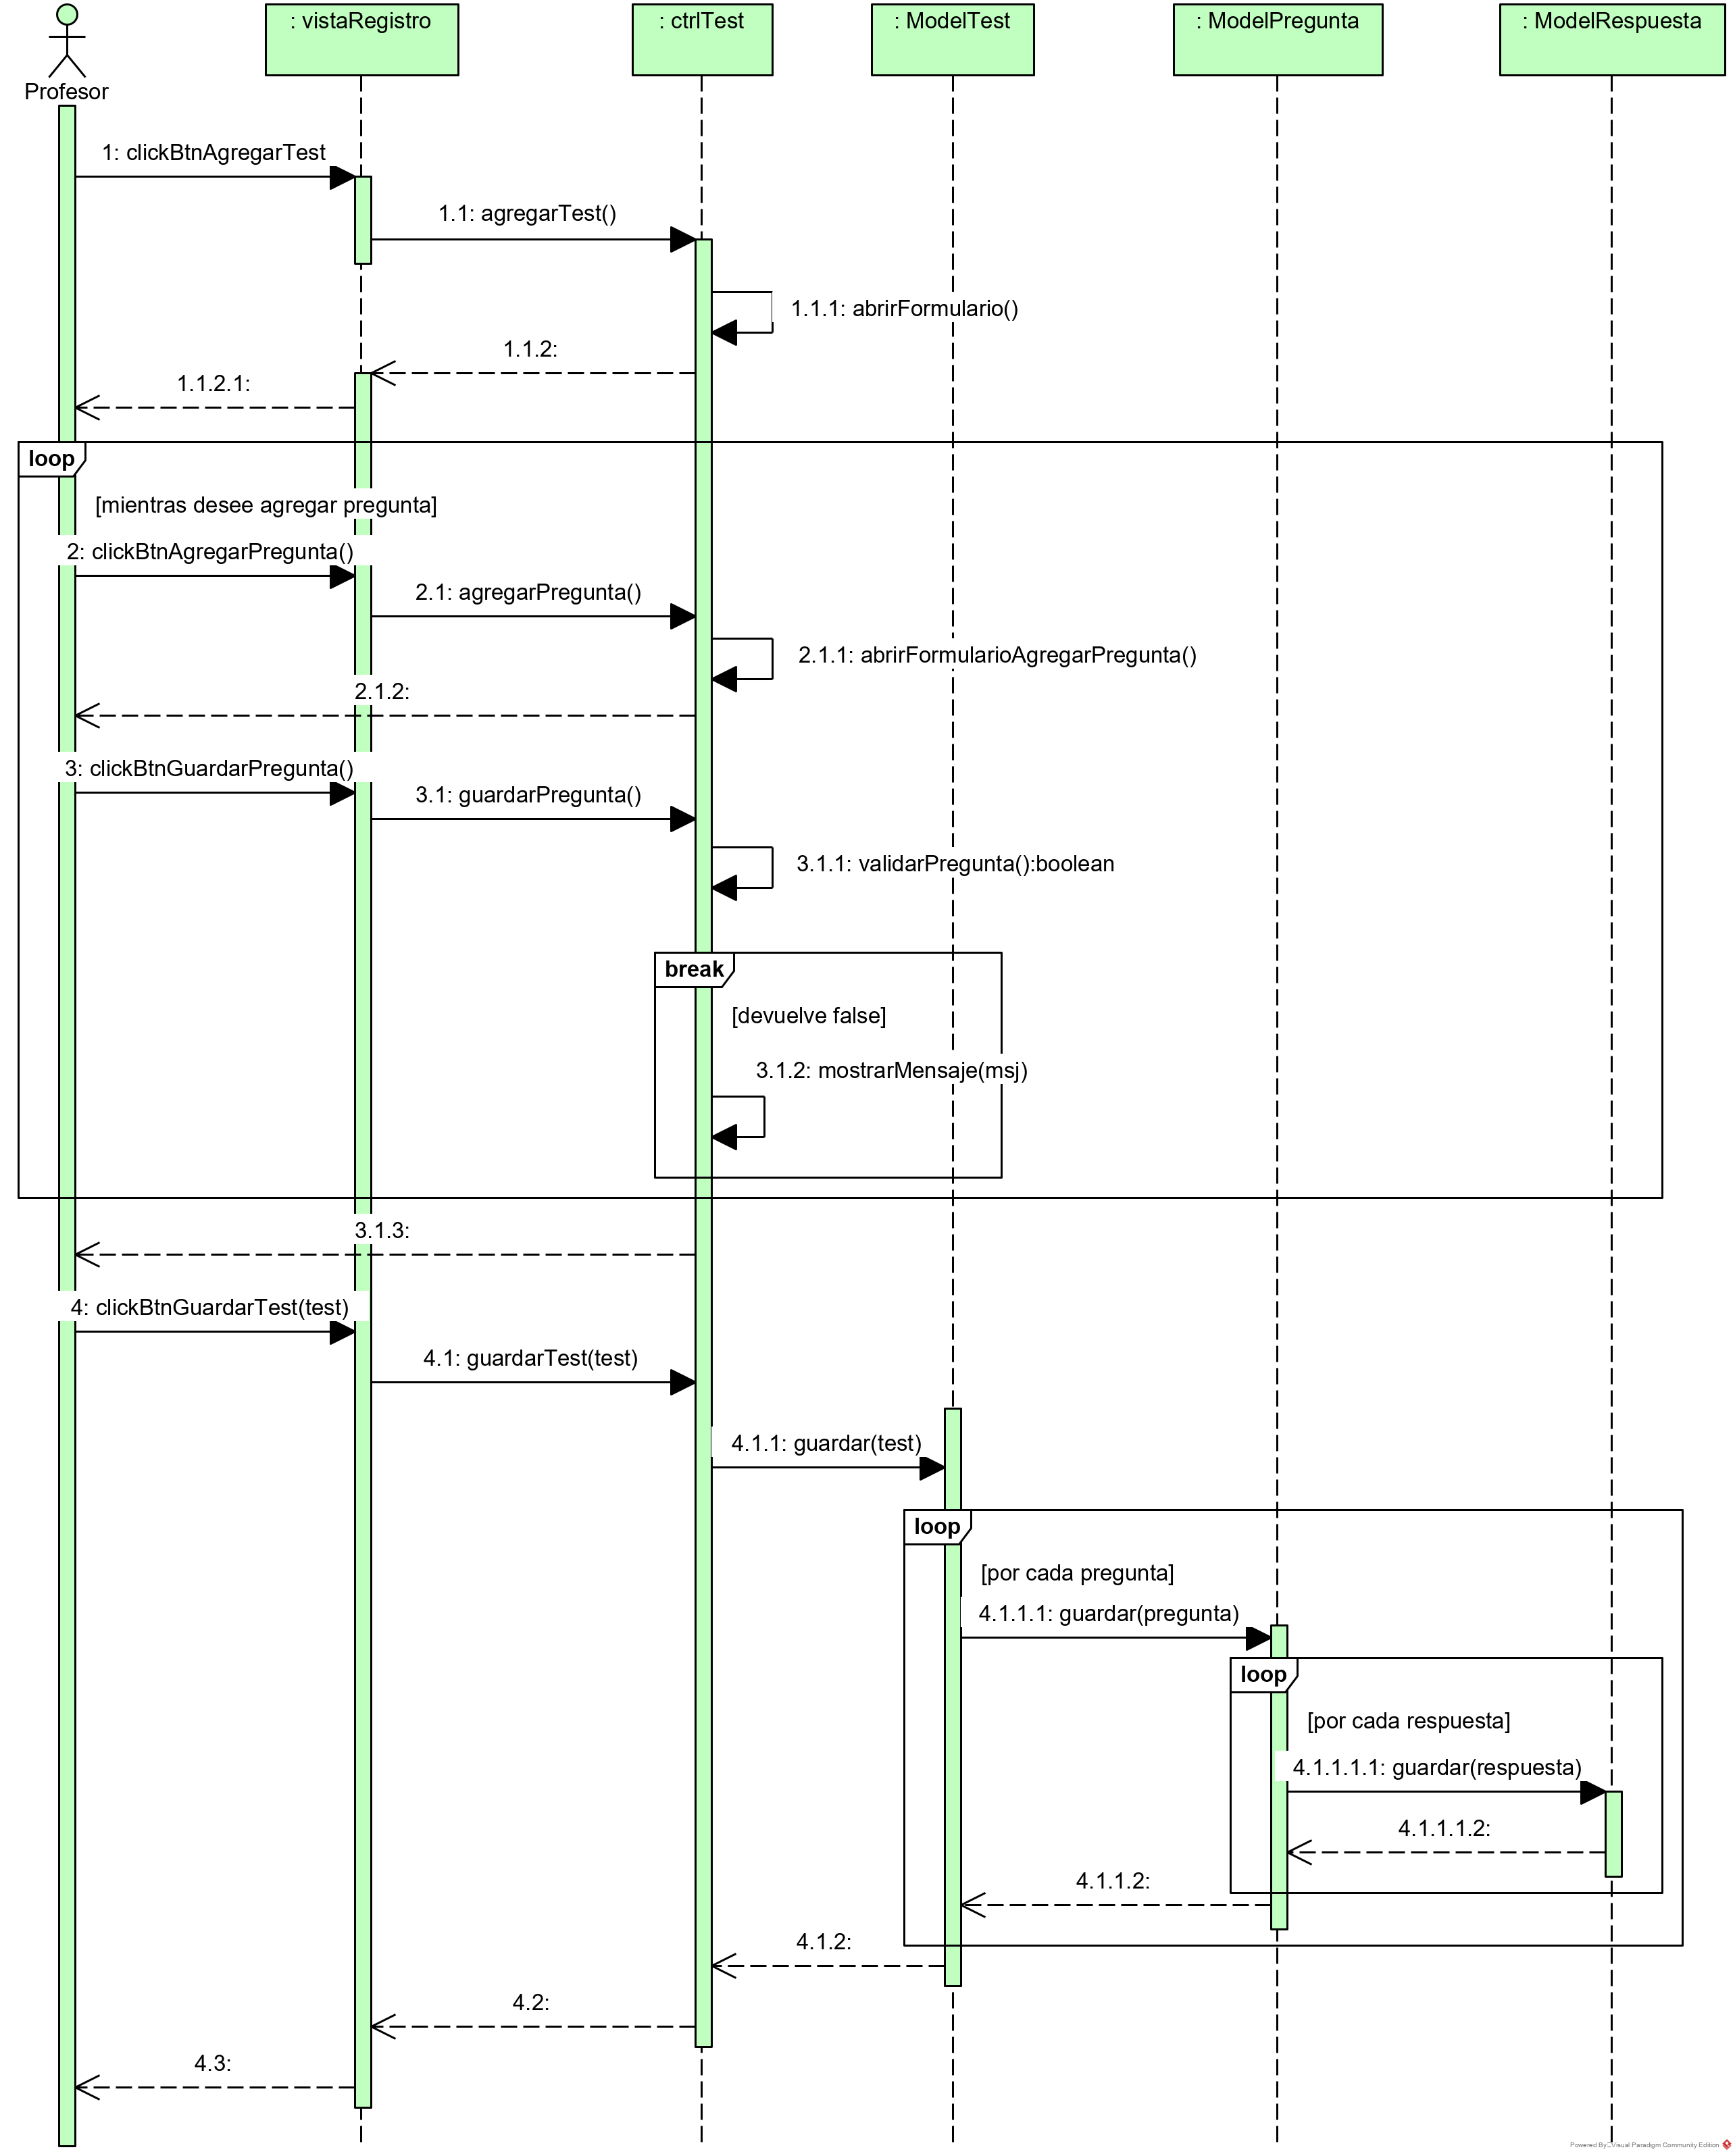 : vistaRegistro
: ctrlTest
: ModelTest
: ModelPregunta
: ModelRespuesta
Profesor
1: clickBtnAgregarTest
1.1: agregarTest()
1.1.1: abrirFormulario()
1.1.2:
1.1.2.1:
loop
[mientras desee agregar pregunta]
2: clickBtnAgregarPregunta()
2.1: agregarPregunta()
2.1.1: abrirFormularioAgregarPregunta()
2.1.2:
3: clickBtnGuardarPregunta()
3.1: guardarPregunta()
3.1.1: validarPregunta():boolean
break
[devuelve false]
3.1.2: mostrarMensaje(msj)
3.1.3:
4: clickBtnGuardarTest(test)
4.1: guardarTest(test)
4.1.1: guardar(test)
loop
[por cada pregunta]
4.1.1.1: guardar(pregunta)
loop
[por cada respuesta]
4.1.1.1.1: guardar(respuesta)
4.1.1.1.2:
4.1.1.2:
4.1.2:
4.2:
4.3:
Powered By Visual Paradigm Community Edition